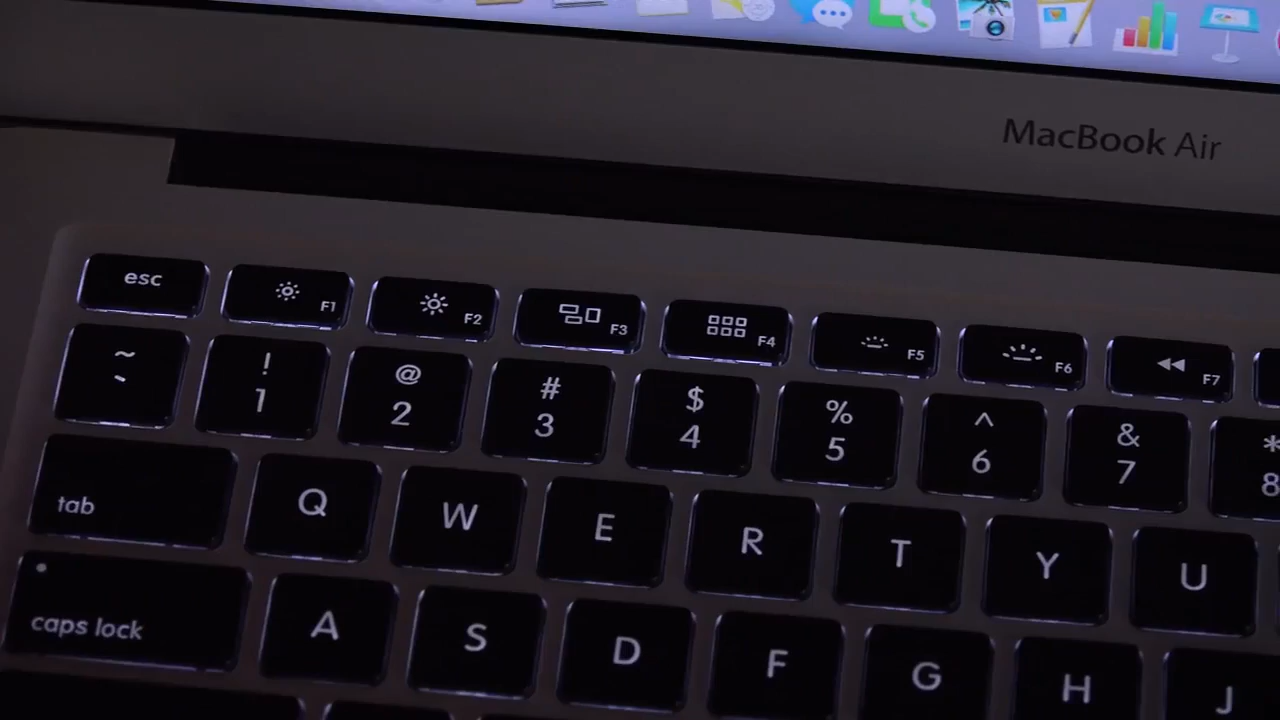 MacBook Air
esc F1 F2 F3 F4 F5 F6 F7
~ ! @ # $ % ^ & *
` 1 2 3 4 5 6 7 8
tab Q W E R T Y U
caps lock A S D F G H J